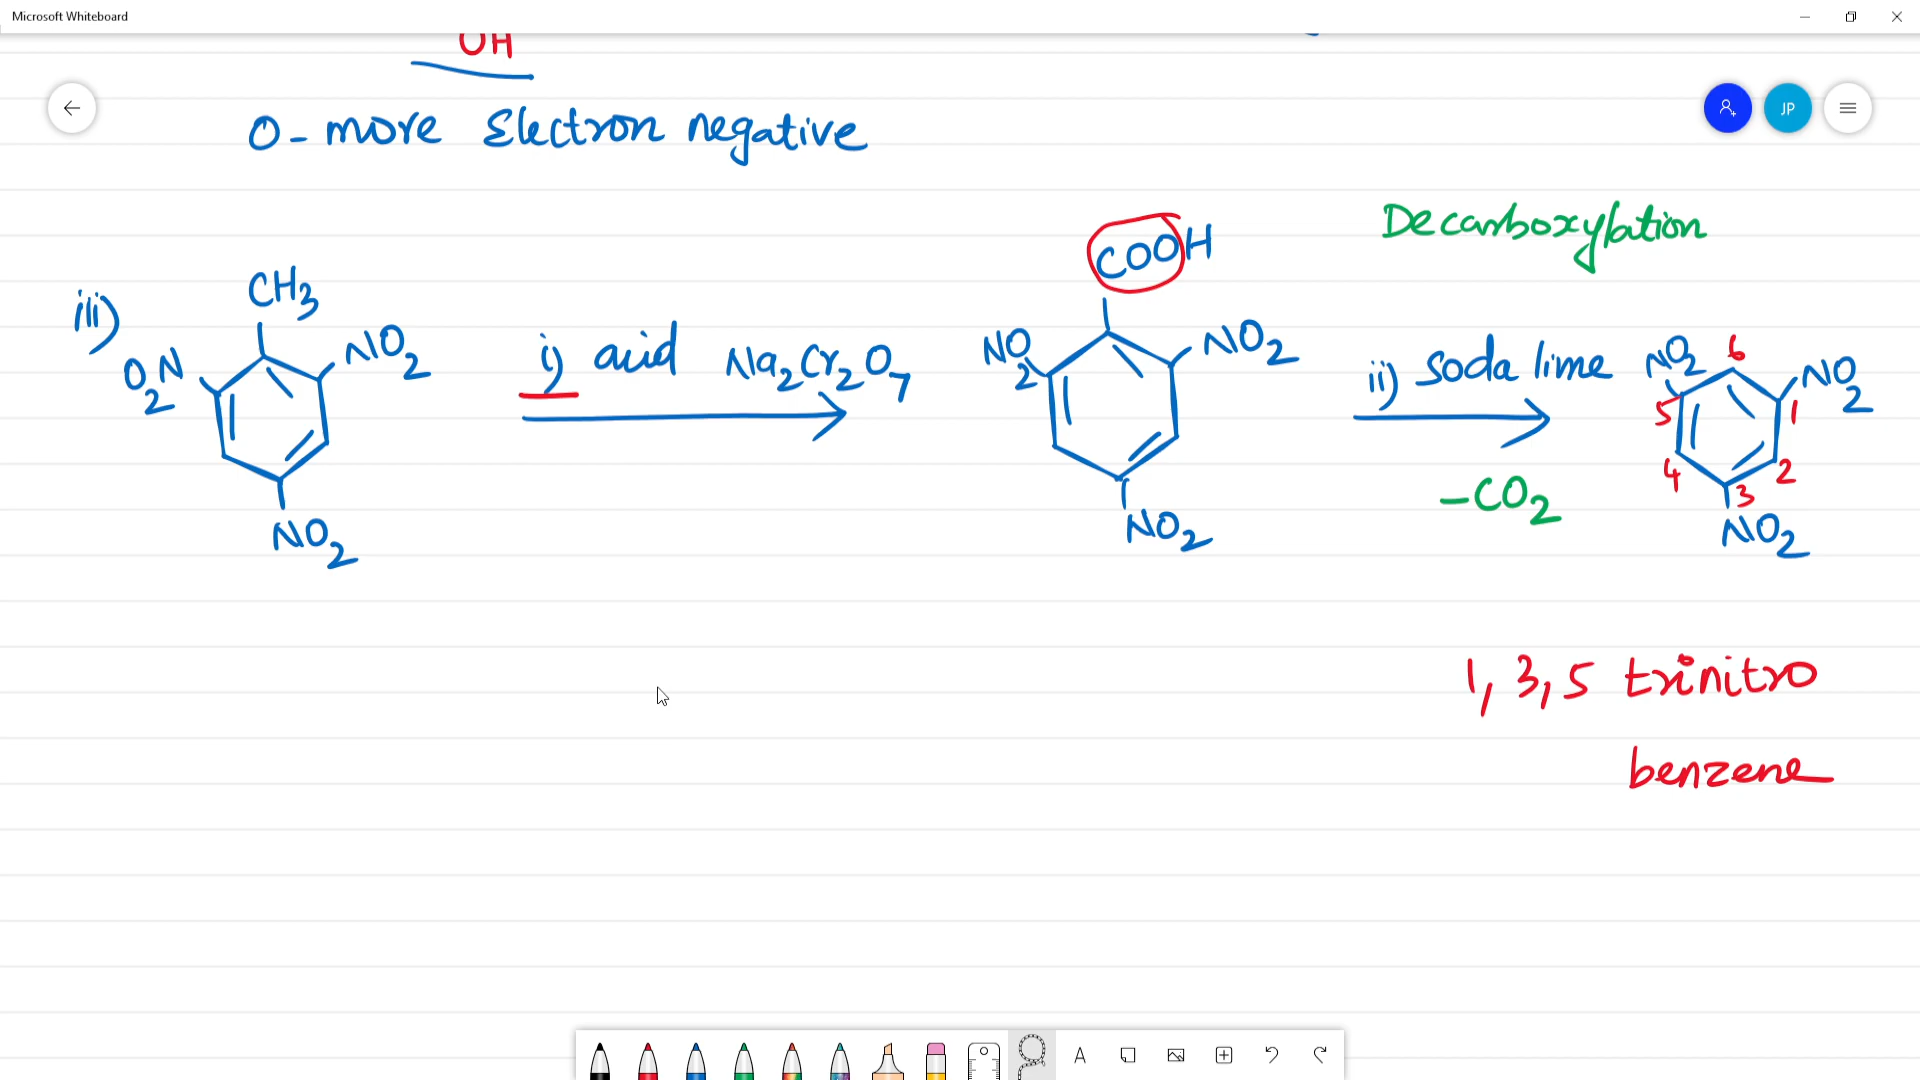 Microsoft Whiteboard
OH
O - more Electron negative
JP
Decarboxylation
iii)
CH3
O2N
NO2
NO2
i) acid Na2Cr2O7
COOH
NO2
NO2
NO2
ii) soda lime
-CO2
NO2
NO2
NO2
6
1
5
4
2
3
1, 3, 5 trinitro
benzene
A